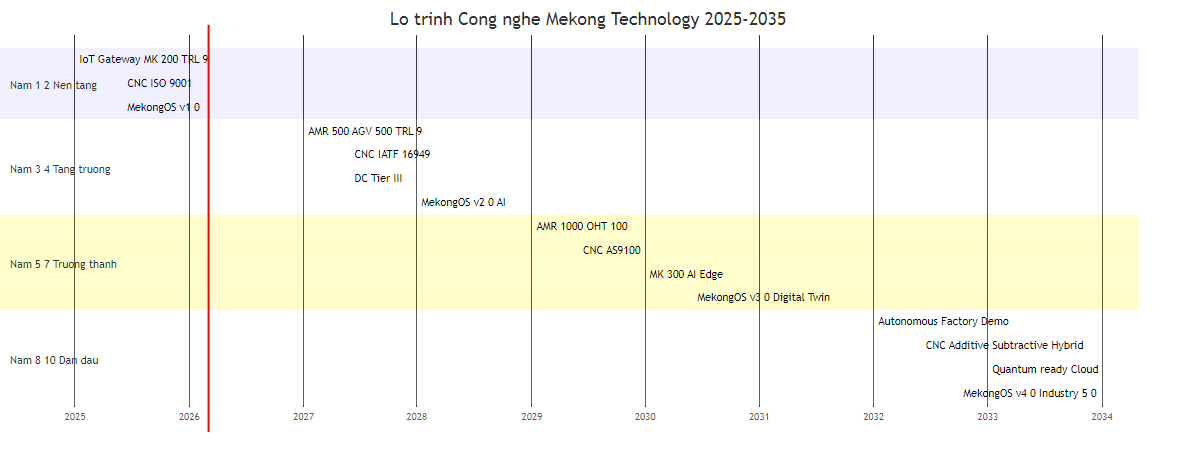 Lo trinh Cong nghe Mekong Technology 2025-2035
IoT Gateway MK 200 TRL 9
Nam 1 2 Nen tang
CNC ISO 9001
MekongOS v1 0
AMR 500 AGV 500 TRL 9
CNC IATF 16949
Nam 3 4 Tang truong
DC Tier III
MekongOS v2 0 AI
AMR 1000 OHT 100
CNC AS9100
Nam 5 7 Truong thanh
MK 300 AI Edge
MekongOS v3 0 Digital Twin
Autonomous Factory Demo
CNC Additive Subtractive Hybrid
Nam 8 10 Dan dau
Quantum ready Cloud
MekongOS v4 0 Industry 5 0
2025 2026 2027 2028 2029 2030 2031 2032 2033 2034